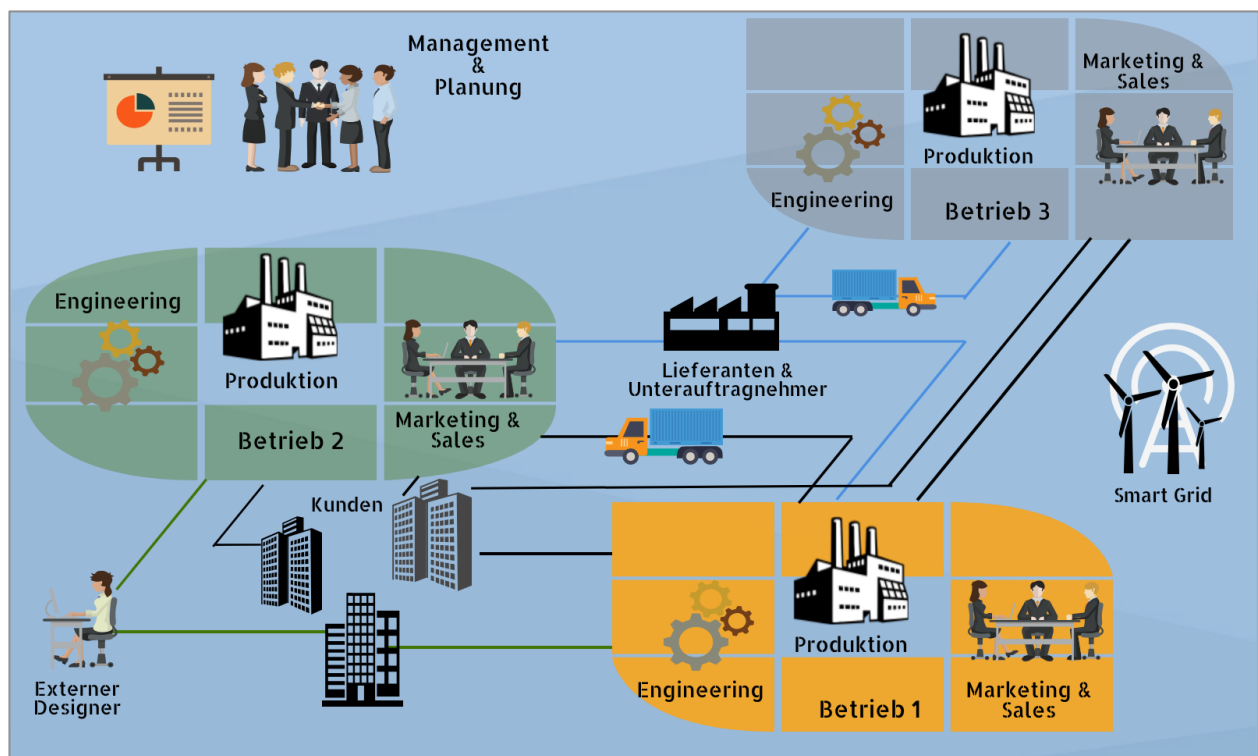 Management
&
Planung
Marketing &
Sales
Produktion
Engineering
Betrieb 3
Engineering
Produktion
Betrieb 2
Marketing &
Sales
Lieferanten &
Unterauftragnehmer
Smart Grid
Kunden
Externer
Designer
Produktion
Engineering
Betrieb 1
Marketing &
Sales